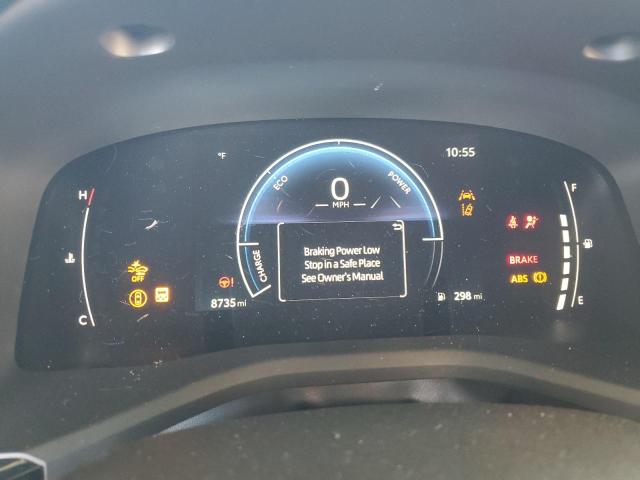 °F
10:55
ECO
POWER
0
MPH
H
F
Braking Power Low
Stop in a Safe Place
See Owner's Manual
CHARGE
BRAKE
OFF
ABS
8735 mi
298 mi
C
E